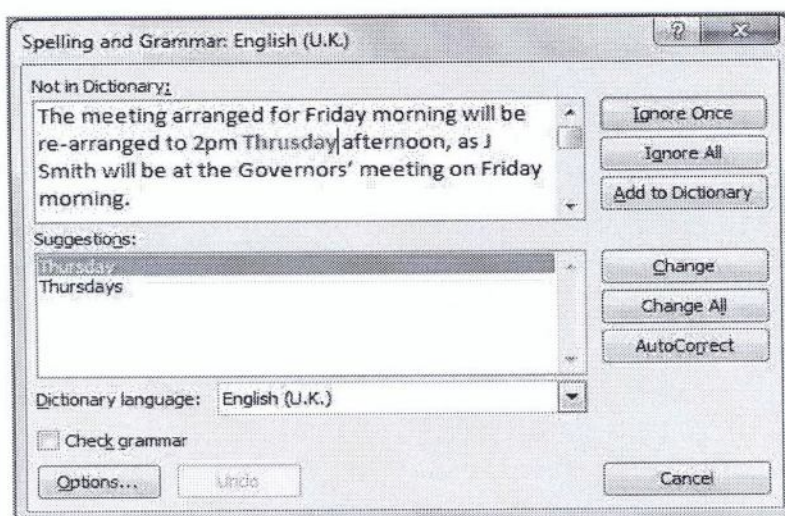 Spelling and Grammar: English (U.K.)
Not in Dictionary:
The meeting arranged for Friday morning will be
re-arranged to 2pm Thrusday afternoon, as J
Smith will be at the Governors' meeting on Friday
morning.
Ignore Once
Ignore All
Add to Dictionary
Suggestions:
Thursday
Thursdays
Change
Change All
AutoCorrect
Dictionary language: English (U.K.)
Check grammar
Options... Undo Cancel